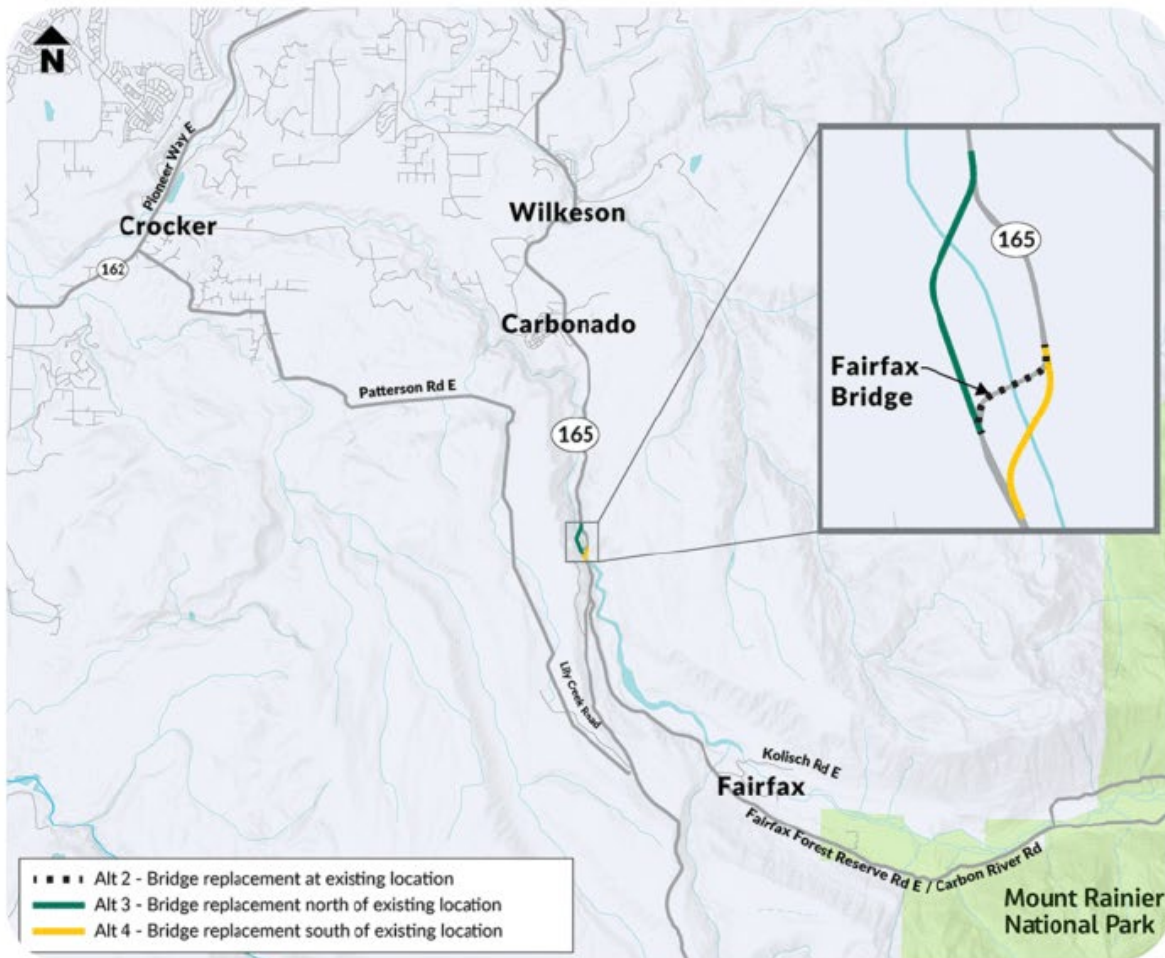 N
Pioneer Way E
Crocker
162
Wilkeson
Carbonado
Patterson Rd E
165
165
Fairfax
Bridge
Lily Creek Road
Kolisch Rd E
Fairfax
Fairfax Forest Reserve Rd E / Carbon River Rd
Mount Rainier
National Park
Alt 2 - Bridge replacement at existing location
Alt 3 - Bridge replacement north of existing location
Alt 4 - Bridge replacement south of existing location